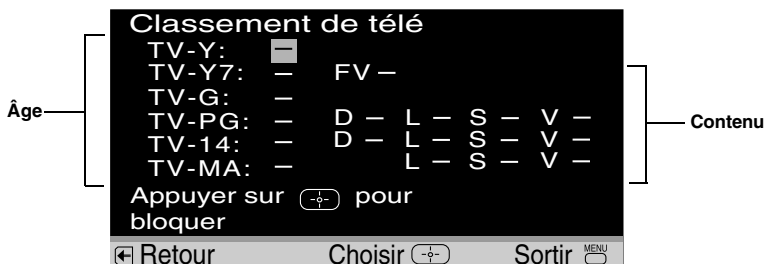 Classement de télé
TV-Y: –
TV-Y7: – FV –
TV-G: –
TV-PG: – D – L – S – V –
TV-14: – D – L – S – V –
TV-MA: – L – S – V –
Âge
Contenu
Appuyer sur pour
bloquer
Retour Choisir Sortir MENU